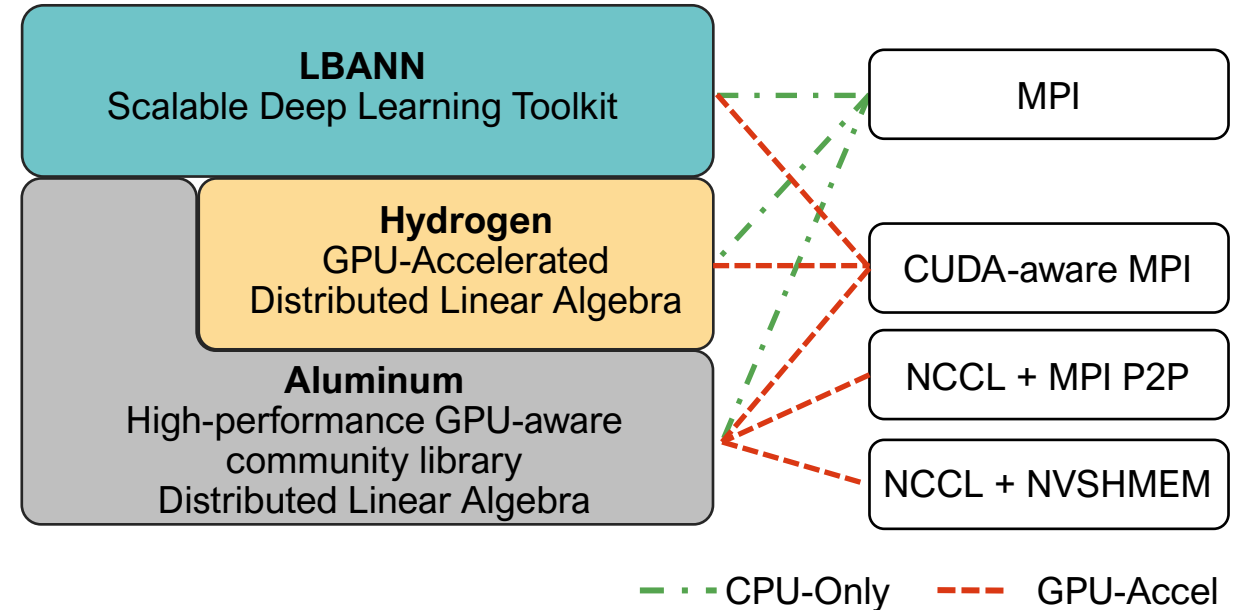 LBANN
Scalable Deep Learning Toolkit
Hydrogen
GPU-Accelerated
Distributed Linear Algebra
Aluminum
High-performance GPU-aware
community library
Distributed Linear Algebra
MPI
CUDA-aware MPI
NCCL + MPI P2P
NCCL + NVSHMEM
CPU-Only
GPU-Accel